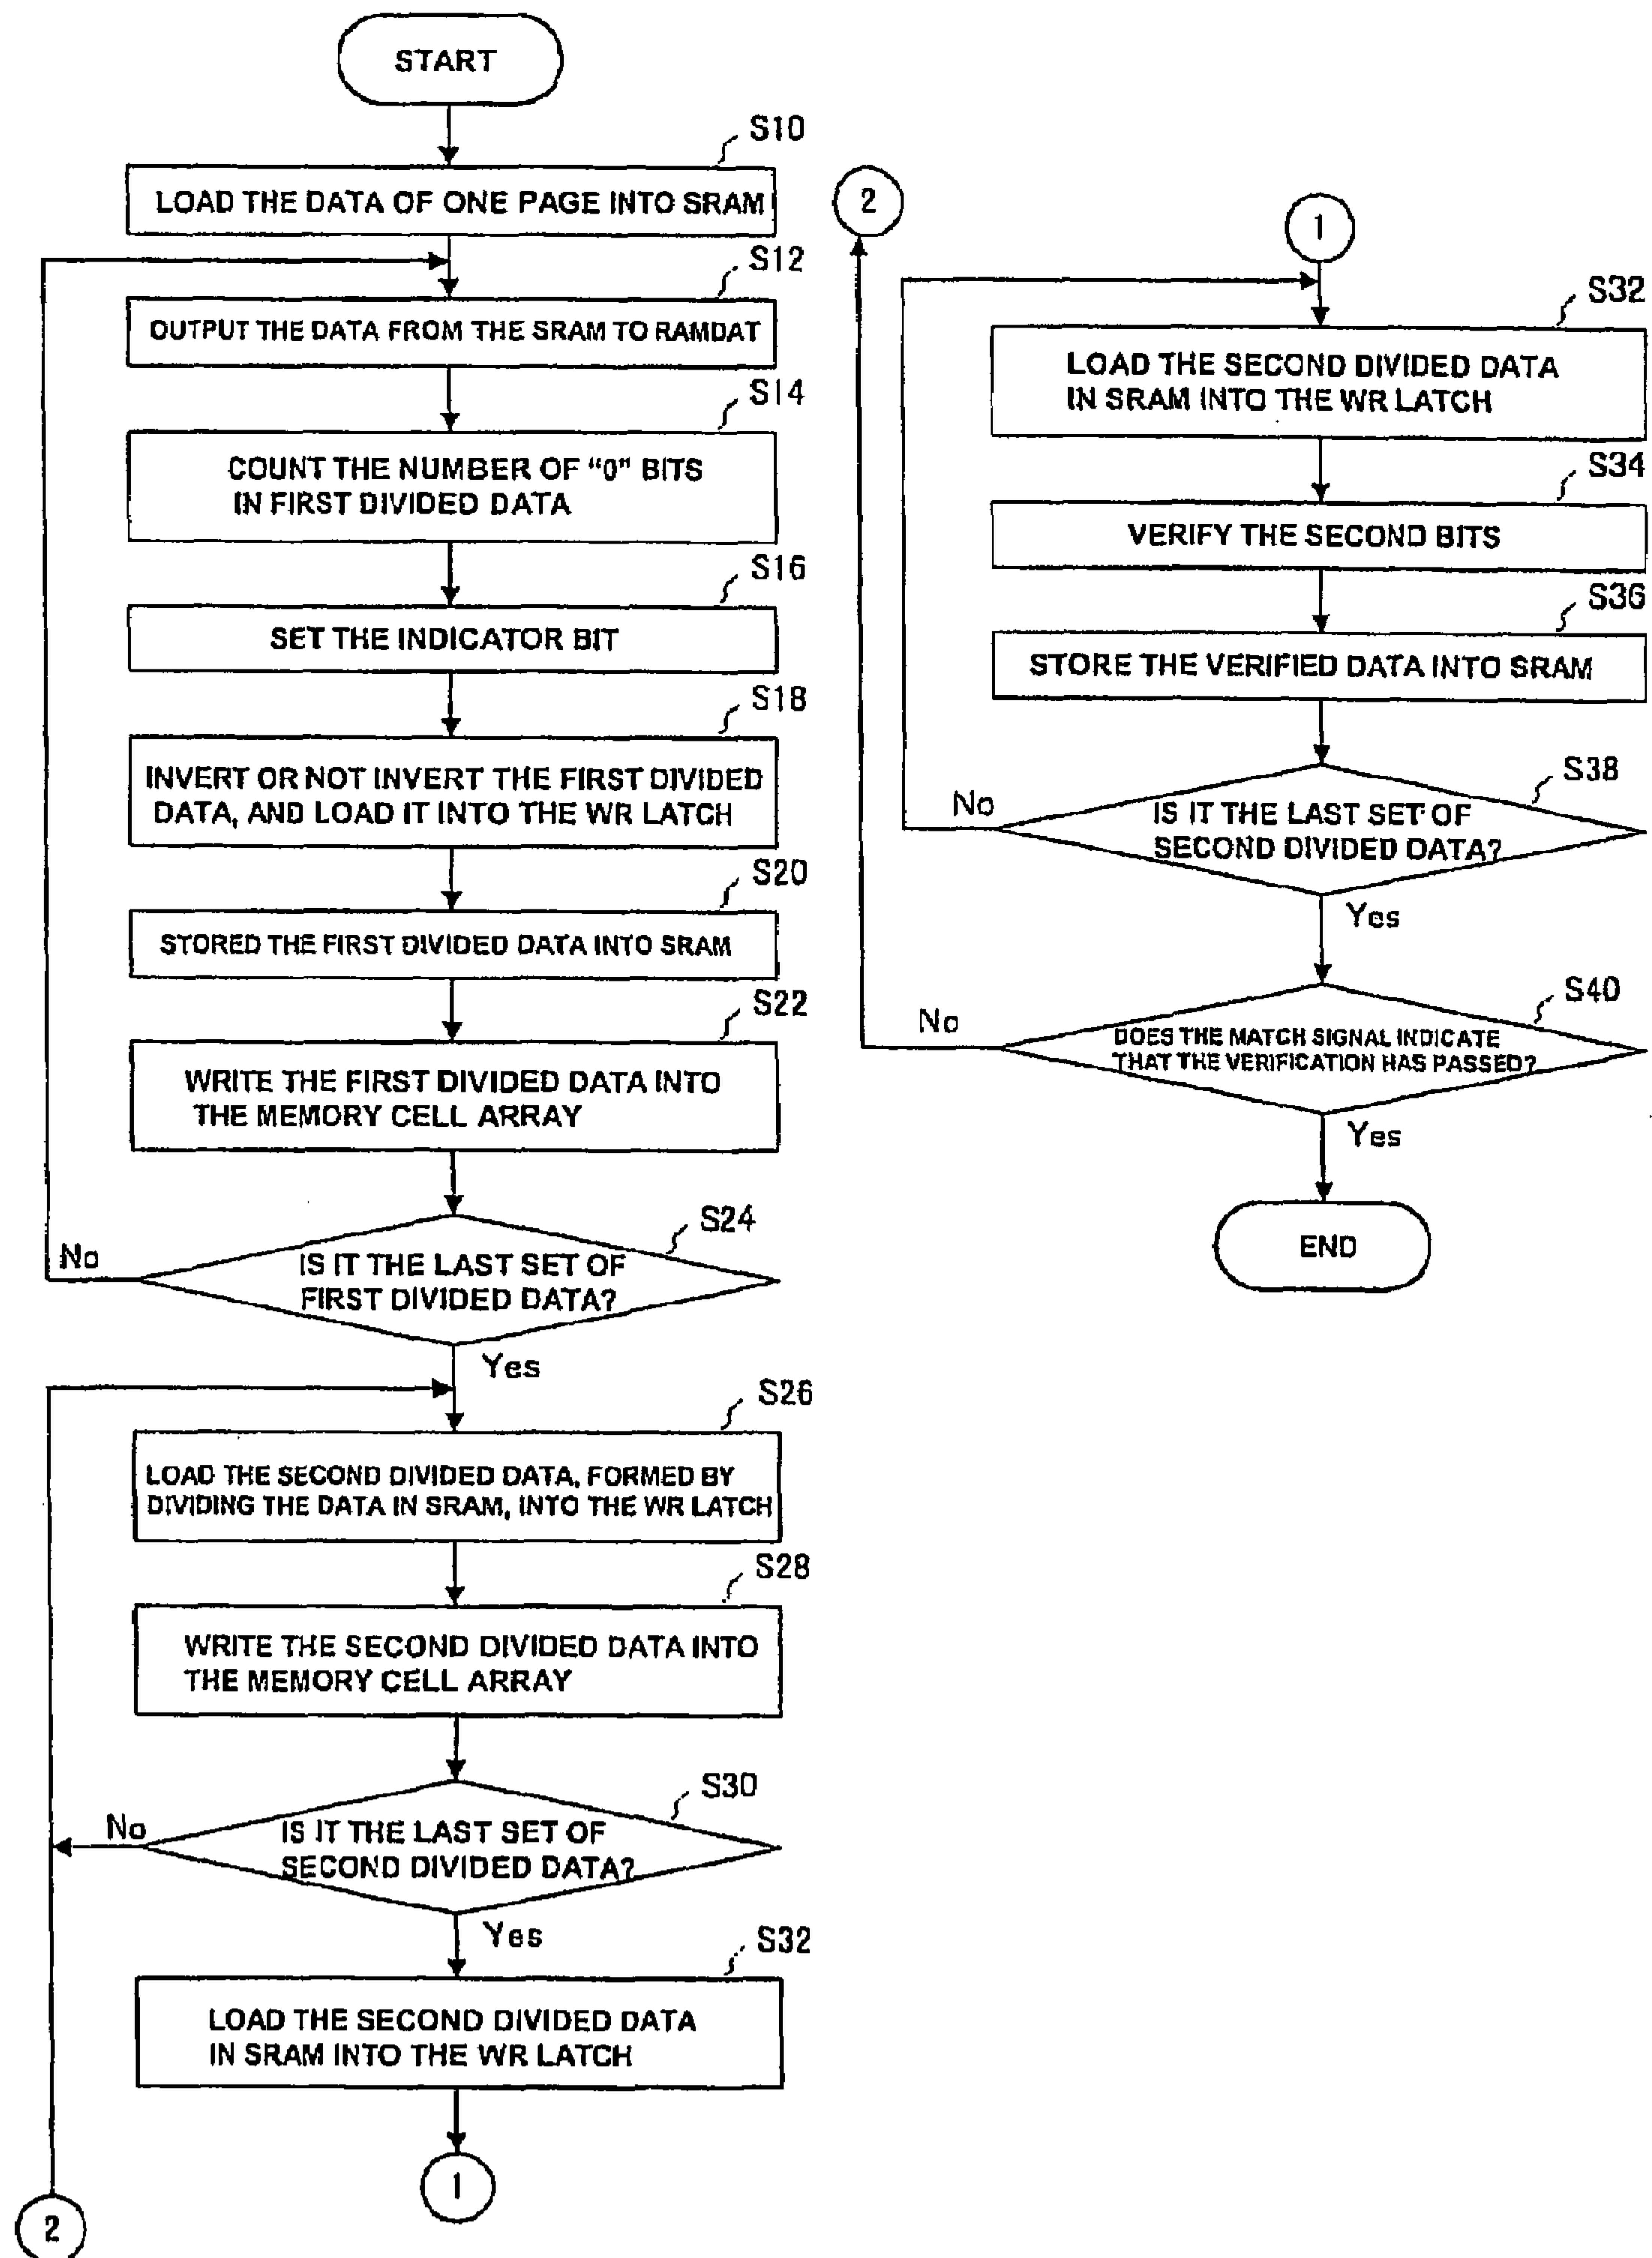 START
S10
LOAD THE DATA OF ONE PAGE INTO SRAM
S12
OUTPUT THE DATA FROM THE SRAM TO RAMDAT
S14
COUNT THE NUMBER OF "0" BITS
IN FIRST DIVIDED DATA
S16
SET THE INDICATOR BIT
S18
INVERT OR NOT INVERT THE FIRST DIVIDED
DATA, AND LOAD IT INTO THE WR LATCH
S20
STORED THE FIRST DIVIDED DATA INTO SRAM
S22
WRITE THE FIRST DIVIDED DATA INTO
THE MEMORY CELL ARRAY
S24
No
IS IT THE LAST SET OF
FIRST DIVIDED DATA?
Yes
S26
LOAD THE SECOND DIVIDED DATA, FORMED BY
DIVIDING THE DATA IN SRAM, INTO THE WR LATCH
S28
WRITE THE SECOND DIVIDED DATA INTO
THE MEMORY CELL ARRAY
S30
No
IS IT THE LAST SET OF
SECOND DIVIDED DATA?
Yes
S32
LOAD THE SECOND DIVIDED DATA
IN SRAM INTO THE WR LATCH
1
2
2
1
S32
LOAD THE SECOND DIVIDED DATA
IN SRAM INTO THE WR LATCH
S34
VERIFY THE SECOND BITS
S36
STORE THE VERIFIED DATA INTO SRAM
S38
No
IS IT THE LAST SET OF
SECOND DIVIDED DATA?
Yes
S40
No
DOES THE MATCH SIGNAL INDICATE
THAT THE VERIFICATION HAS PASSED?
Yes
END